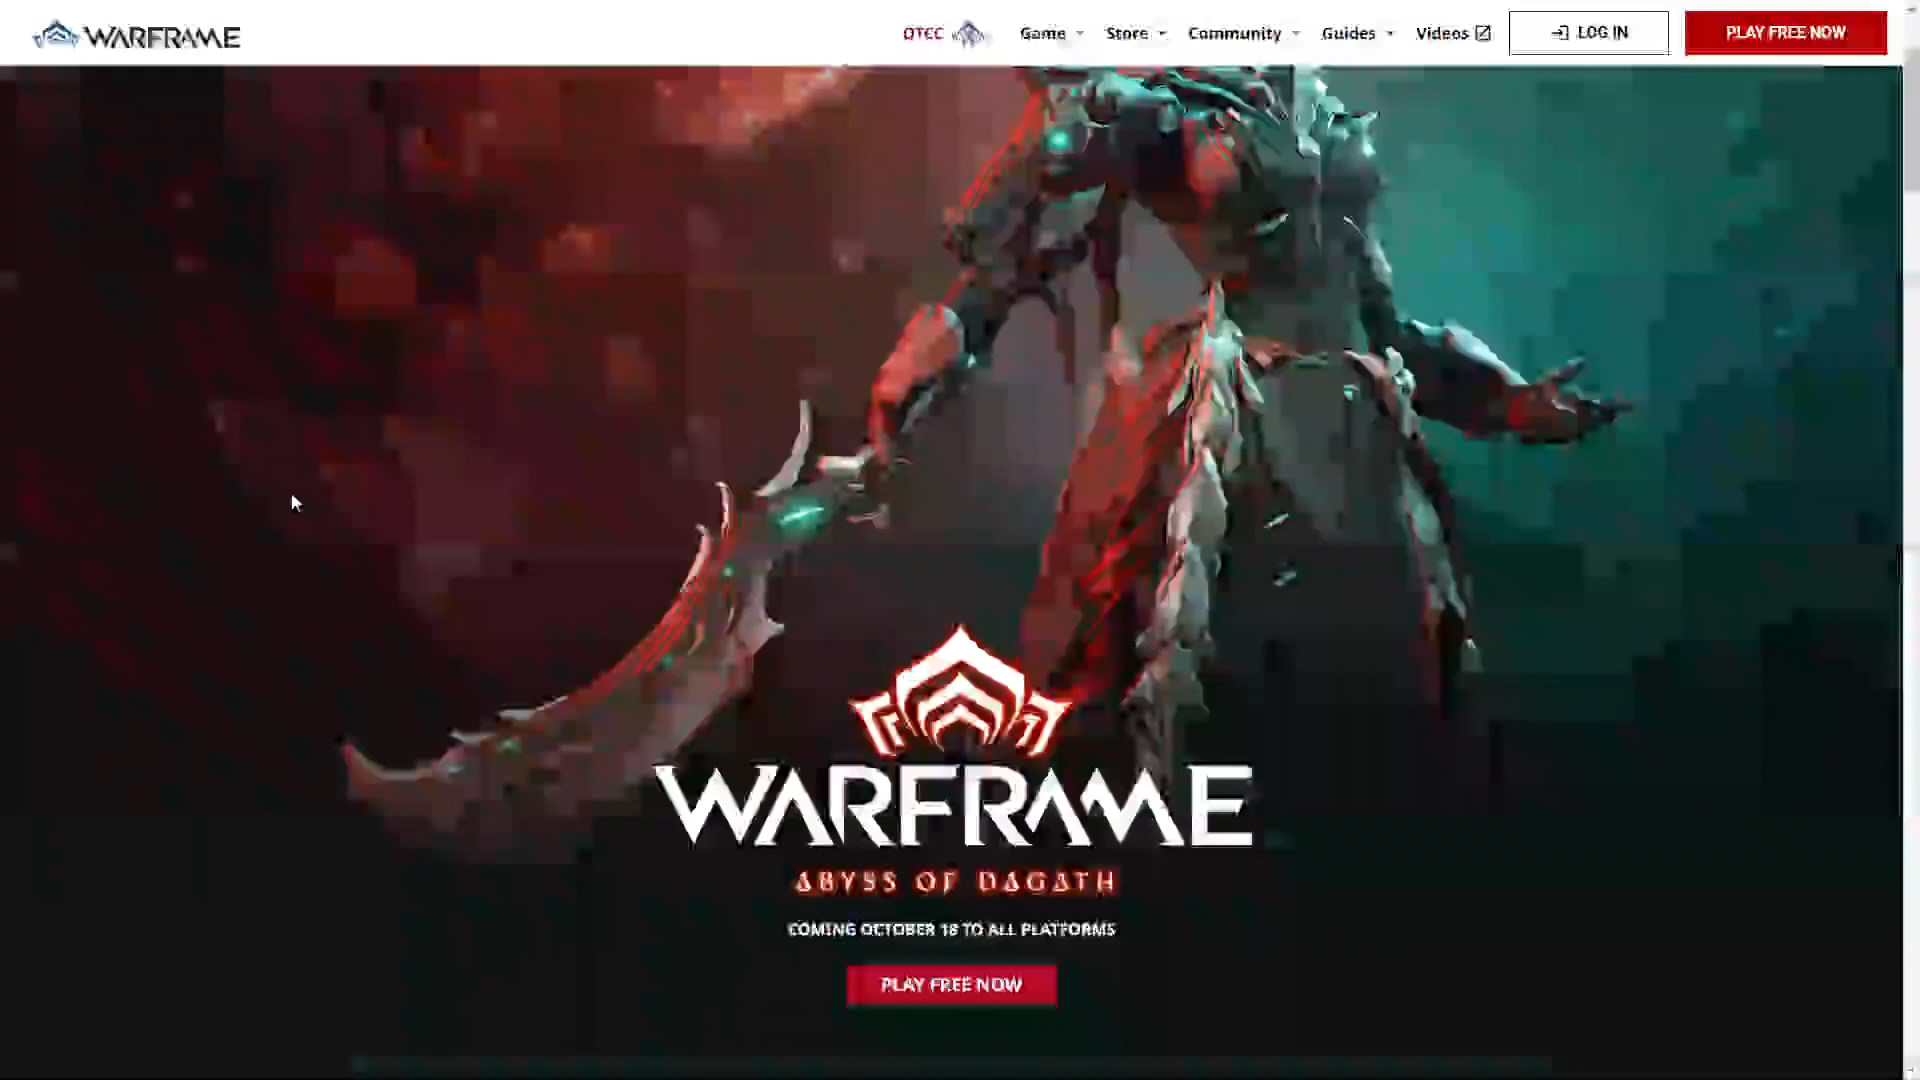 WARFRAME
QTCC
Game
Store
Community
Guides
Videos
LOG IN
PLAY FREE NOW
WARFRAME
ABYSS OF DAGATH
COMING OCTOBER 18 TO ALL PLATFORMS
PLAY FREE NOW